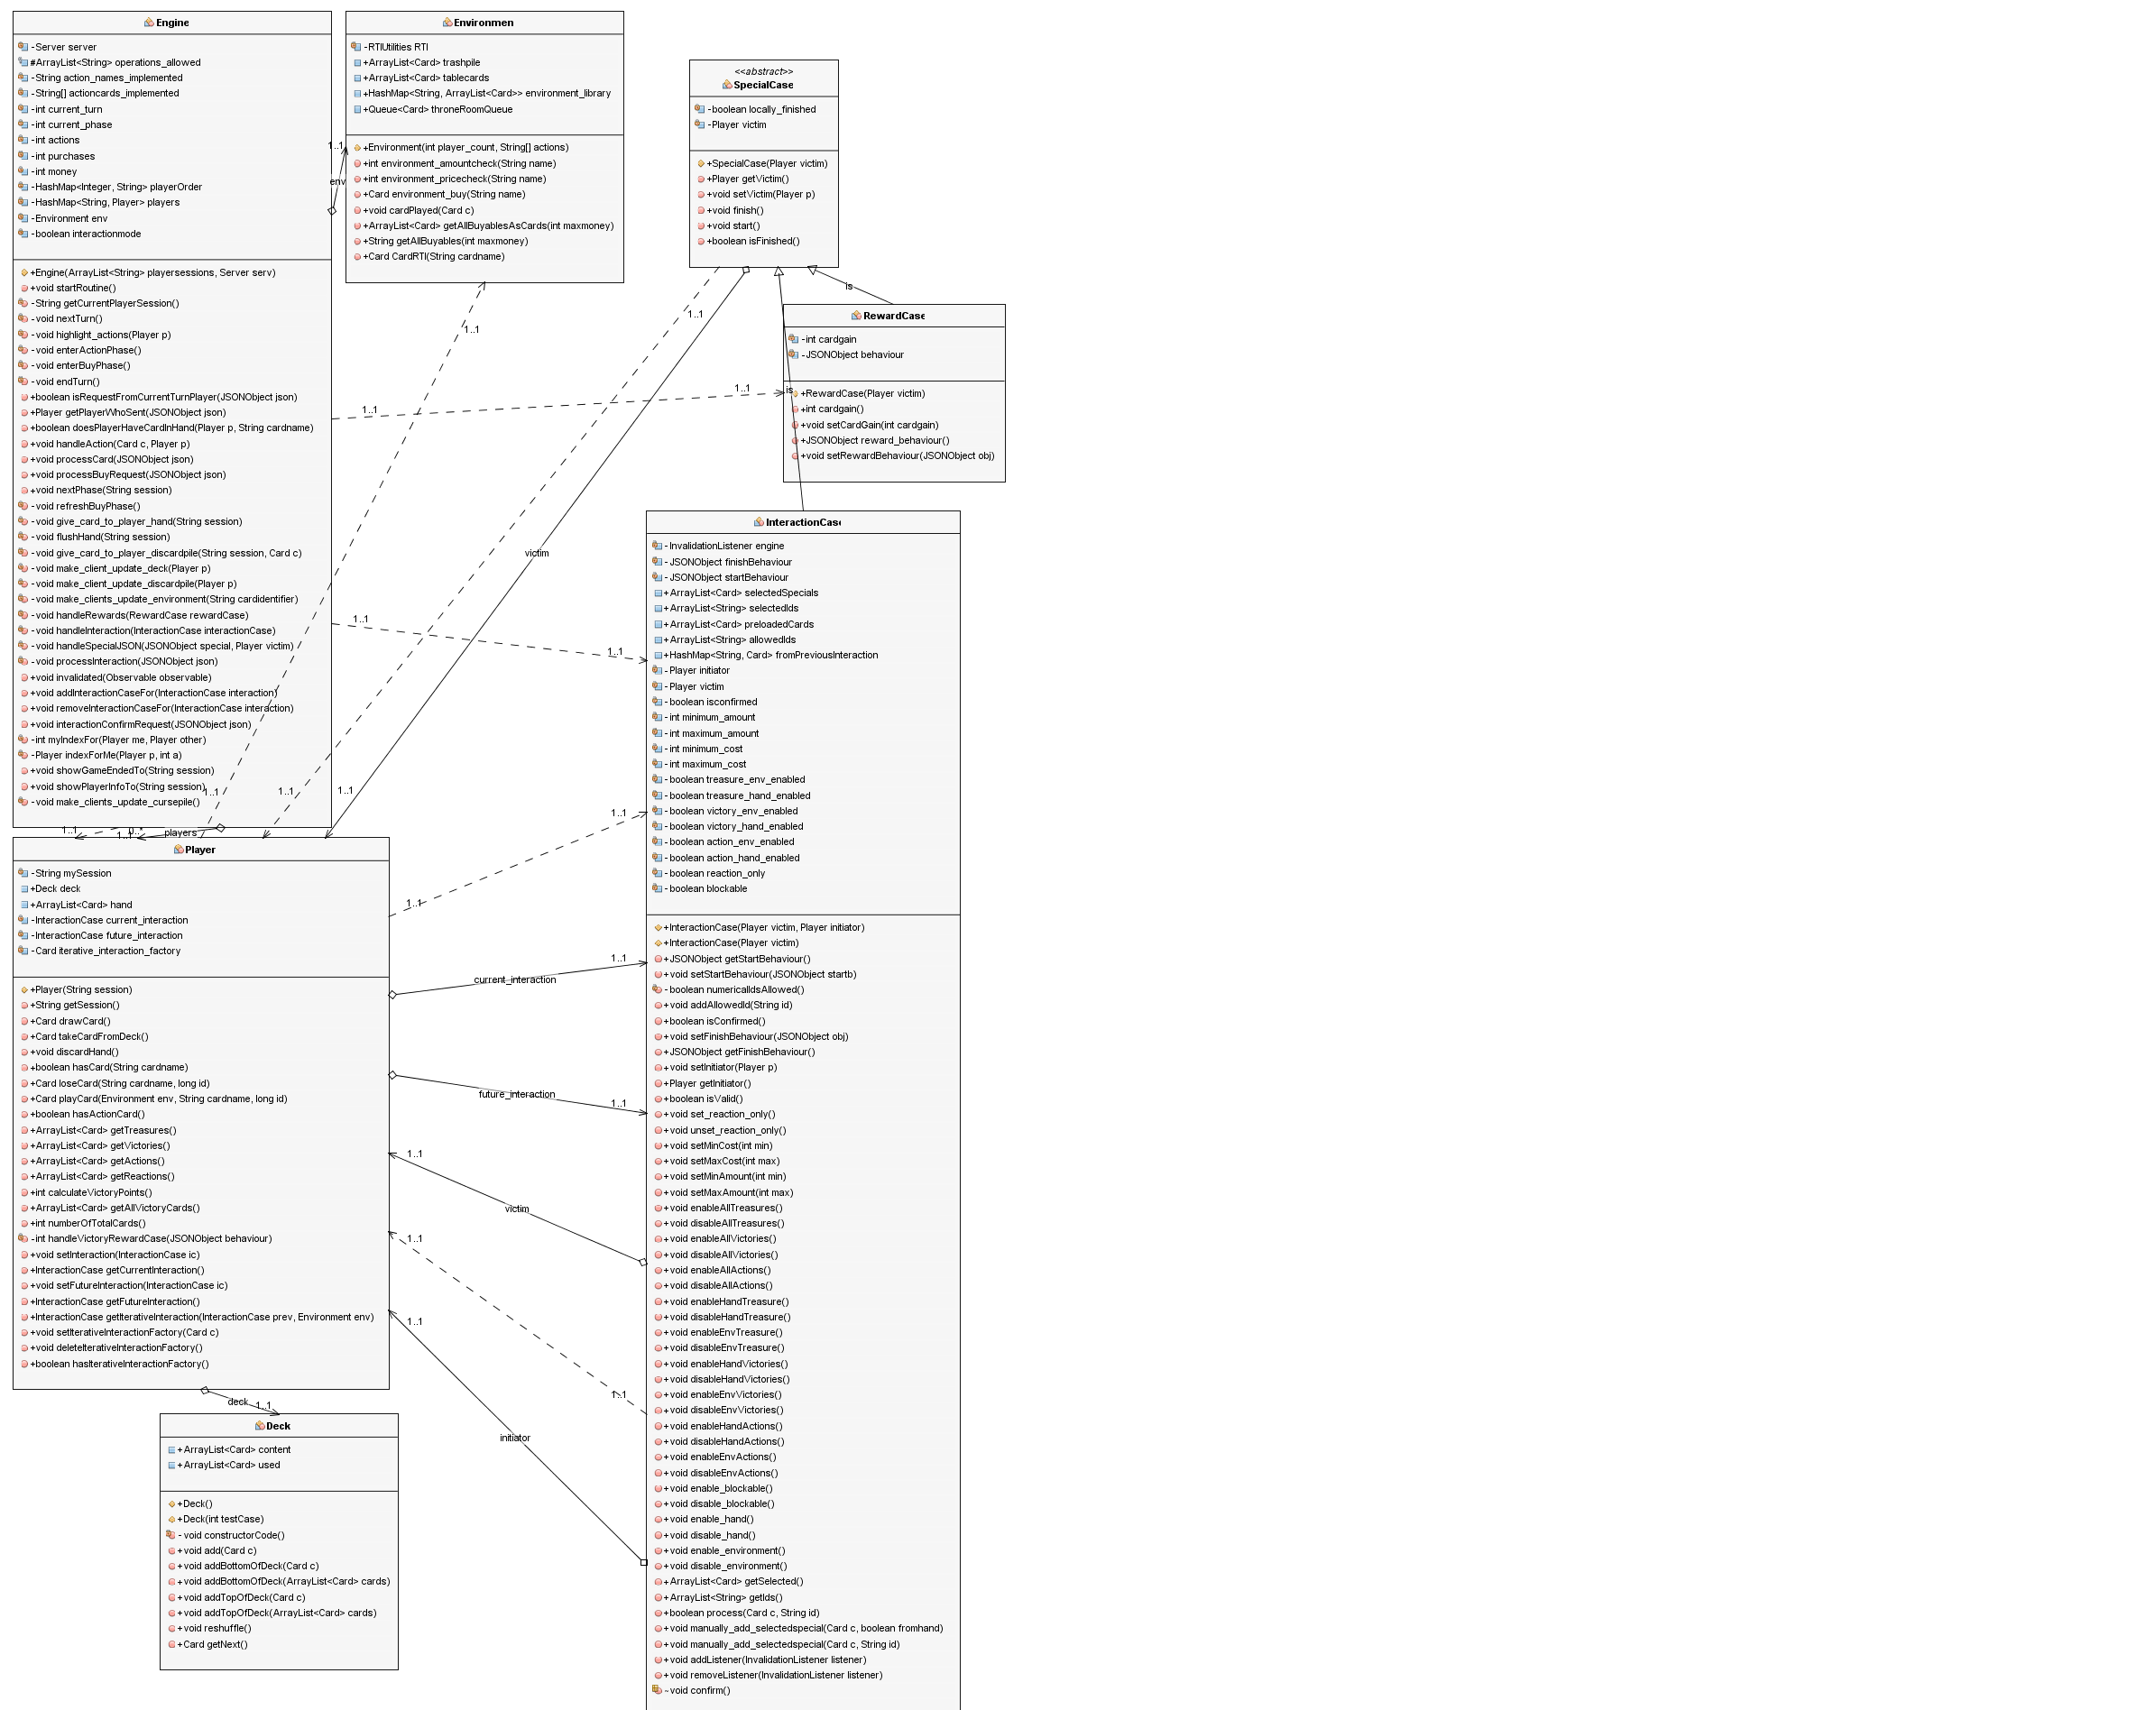 Engine
-Server server
#ArrayList<String> operations_allowed
-String action_names_implemented
-String[] actioncards_implemented
-int current_turn
-int current_phase
-int actions
-int purchases
-int money
-HashMap<Integer, String> playerOrder
-HashMap<String, Player> players
-Environment env
-boolean interactionmode
+Engine(ArrayList<String> playersessions, Server serv)
+void startRoutine()
-String getCurrentPlayerSession()
-void nextTurn()
-void highlight_actions(Player p)
-void enterActionPhase()
-void enterBuyPhase()
-void endTurn()
+boolean isRequestFromCurrentTurnPlayer(JSONObject json)
+Player getPlayerWhoSent(JSONObject json)
+boolean doesPlayerHaveCardInHand(Player p, String cardname)
+void handleAction(Card c, Player p)
+void processCard(JSONObject json)
+void processBuyRequest(JSONObject json)
+void nextPhase(String session)
-void refreshBuyPhase()
-void give_card_to_player_hand(String session)
-void flushHand(String session)
-void give_card_to_player_discardpile(String session, Card c)
-void make_client_update_deck(Player p)
-void make_client_update_discardpile(Player p)
-void make_clients_update_environment(String cardidentifier)
-void handleRewards(RewardCase rewardCase)
-void handleInteraction(InteractionCase interactionCase)
-void handleSpecialJSON(JSONObject special, Player victim)
-void processInteraction(JSONObject json)
+void invalidated(Observable observable)
+void addInteractionCaseFor(InteractionCase interaction)
+void removeInteractionCaseFor(InteractionCase interaction)
+void interactionConfirmRequest(JSONObject json)
-int myIndexFor(Player me, Player other)
-Player indexForMe(Player p, int a)
+void showGameEndedTo(String session)
+void showPlayerInfoTo(String session)
-void make_clients_update_cursepile()
1..1
env
Environmen
-RTIUtilities RTI
+ArrayList<Card> trashpile
+ArrayList<Card> tablecards
+HashMap<String, ArrayList<Card>> environment_library
+Queue<Card> throneRoomQueue
+Environment(int player_count, String[] actions)
+int environment_amountcheck(String name)
+int environment_pricecheck(String name)
+Card environment_buy(String name)
+void cardPlayed(Card c)
+ArrayList<Card> getAllBuyablesAsCards(int maxmoney)
+String getAllBuyables(int maxmoney)
+Card CardRTI(String cardname)
1..1
<<abstract>>
SpecialCase
-boolean locally_finished
-Player victim
+SpecialCase(Player victim)
+Player getVictim()
+void setVictim(Player p)
+void finish()
+void start()
+boolean isFinished()
1..1
is
RewardCase
-int cardgain
-JSONObject behaviour
+RewardCase(Player victim)
+int cardgain()
+void setCardGain(int cardgain)
+JSONObject reward_behaviour()
+void setRewardBehaviour(JSONObject obj)
1..1
1..1
is
victim
1..1
1..1
1..1
1..1
1..1
InteractionCase
-InvalidationListener engine
-JSONObject finishBehaviour
-JSONObject startBehaviour
+ArrayList<Card> selectedSpecials
+ArrayList<String> selectedIds
+ArrayList<Card> preloadedCards
+ArrayList<String> allowedIds
+HashMap<String, Card> fromPreviousInteraction
-Player initiator
-Player victim
-boolean isconfirmed
-int minimum_amount
-int maximum_amount
-int minimum_cost
-int maximum_cost
-boolean treasure_env_enabled
-boolean treasure_hand_enabled
-boolean victory_env_enabled
-boolean victory_hand_enabled
-boolean action_env_enabled
-boolean action_hand_enabled
-boolean reaction_only
-boolean blockable
+InteractionCase(Player victim, Player initiator)
+InteractionCase(Player victim)
+JSONObject getStartBehaviour()
+void setStartBehaviour(JSONObject startb)
-boolean numericalIdsAllowed()
+void addAllowedId(String id)
+boolean isConfirmed()
+void setFinishBehaviour(JSONObject obj)
+JSONObject getFinishBehaviour()
+void setInitiator(Player p)
+Player getInitiator()
+boolean isValid()
+void set_reaction_only()
+void unset_reaction_only()
+void setMinCost(int min)
+void setMaxCost(int max)
+void setMinAmount(int min)
+void setMaxAmount(int max)
+void enableAllTreasures()
+void disableAllTreasures()
+void enableAllVictories()
+void disableAllVictories()
+void enableAllActions()
+void disableAllActions()
+void enableHandTreasure()
+void disableHandTreasure()
+void enableEnvTreasure()
+void disableEnvTreasure()
+void enableHandVictories()
+void disableHandVictories()
+void enableEnvVictories()
+void disableEnvVictories()
+void enableHandActions()
+void disableHandActions()
+void enableEnvActions()
+void disableEnvActions()
+void enable_blockable()
+void disable_blockable()
+void enable_hand()
+void disable_hand()
+void enable_environment()
+void disable_environment()
+ArrayList<Card> getSelected()
+ArrayList<String> getIds()
+boolean process(Card c, String id)
+void manually_add_selectedspecial(Card c, boolean fromhand)
+void manually_add_selectedspecial(Card c, String id)
+void addListener(InvalidationListener listener)
+void removeListener(InvalidationListener listener)
~void confirm()
1..1
1..1
0..*
players
Player
-String mySession
+Deck deck
+ArrayList<Card> hand
-InteractionCase current_interaction
-InteractionCase future_interaction
-Card iterative_interaction_factory
+Player(String session)
+String getSession()
+Card drawCard()
+Card takeCardFromDeck()
+void discardHand()
+boolean hasCard(String cardname)
+Card loseCard(String cardname, long id)
+Card playCard(Environment env, String cardname, long id)
+boolean hasActionCard()
+ArrayList<Card> getTreasures()
+ArrayList<Card> getVictories()
+ArrayList<Card> getActions()
+ArrayList<Card> getReactions()
+int calculateVictoryPoints()
+ArrayList<Card> getAllVictoryCards()
+int numberOfTotalCards()
-int handleVictoryRewardCase(JSONObject behaviour)
+void setInteraction(InteractionCase ic)
+InteractionCase getCurrentInteraction()
+void setFutureInteraction(InteractionCase ic)
+InteractionCase getFutureInteraction()
+InteractionCase getIterativeInteraction(InteractionCase prev, Environment env)
+void setIterativeInteractionFactory(Card c)
+void deleteIterativeInteractionFactory()
+boolean hasIterativeInteractionFactory()
1..1
1..1
1..1
current_interaction
future_interaction
1..1
1..1
victim
1..1
1..1
1..1
initiator
deck
1..1
Deck
+ArrayList<Card> content
+ArrayList<Card> used
+Deck()
+Deck(int testCase)
-void constructorCode()
+void add(Card c)
+void addBottomOfDeck(Card c)
+void addBottomOfDeck(ArrayList<Card> cards)
+void addTopOfDeck(Card c)
+void addTopOfDeck(ArrayList<Card> cards)
+void reshuffle()
+Card getNext()